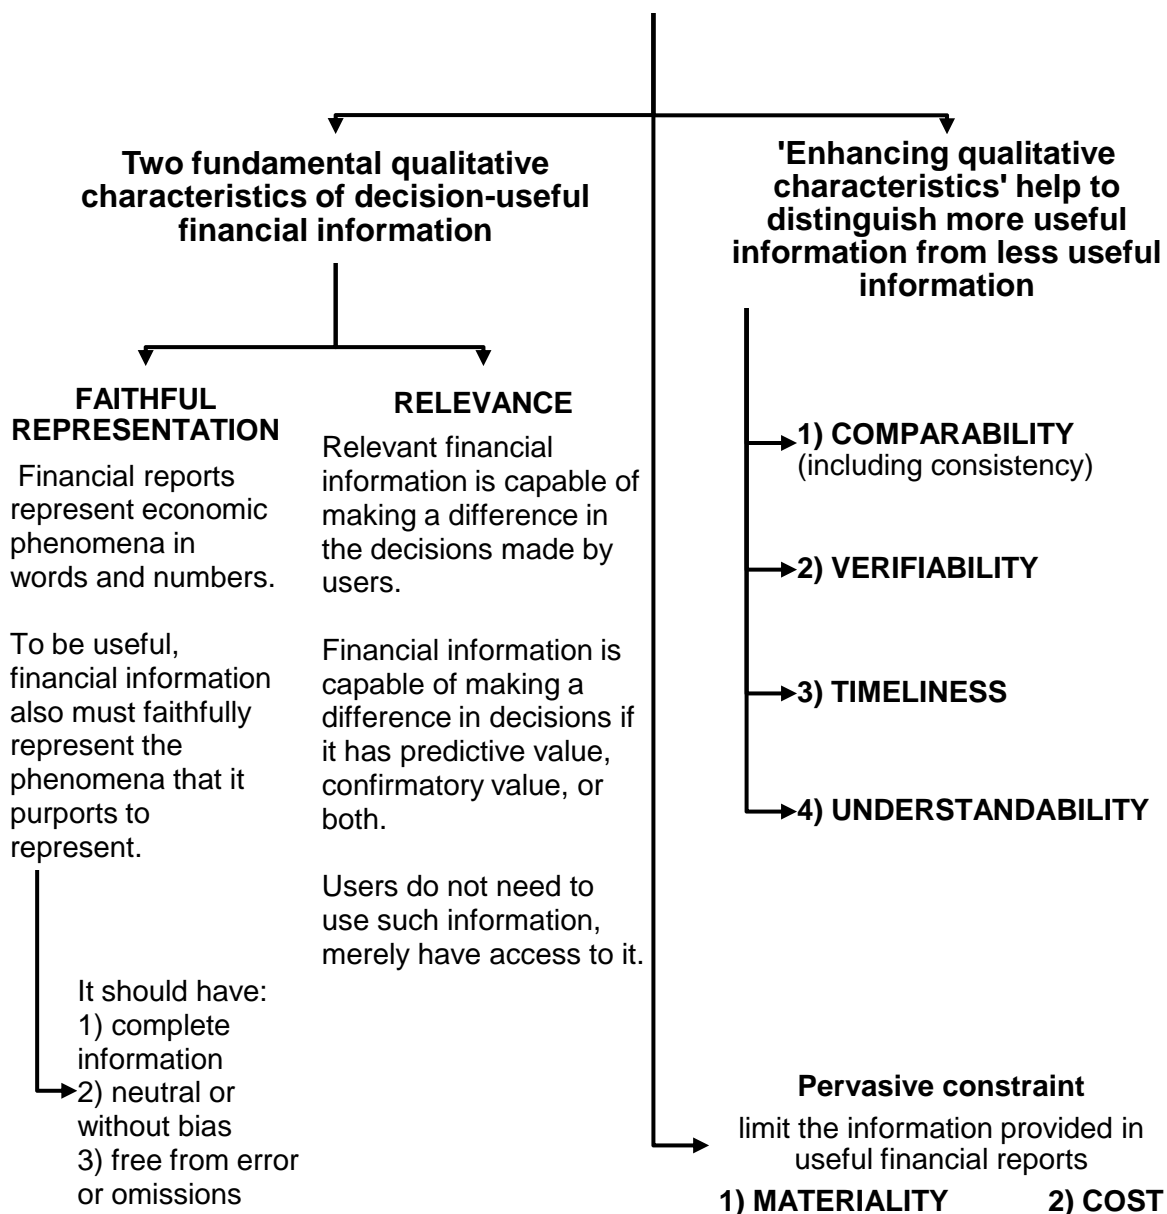 Two fundamental qualitative
characteristics of decision-useful
financial information
'Enhancing qualitative
characteristics' help to
distinguish more useful
information from less useful
information
FAITHFUL
REPRESENTATION
Financial reports
represent economic
phenomena in
words and numbers.
To be useful,
financial information
also must faithfully
represent the
phenomena that it
purports to
represent.
It should have:
1) complete
information
2) neutral or
without bias
3) free from error
or omissions
RELEVANCE
Relevant financial
information is capable of
making a difference in
the decisions made by
users.
Financial information is
capable of making a
difference in decisions if
it has predictive value,
confirmatory value, or
both.
Users do not need to
use such information,
merely have access to it.
1) COMPARABILITY
(including consistency)
2) VERIFIABILITY
3) TIMELINESS
4) UNDERSTANDABILITY
Pervasive constraint
limit the information provided in
useful financial reports
1) MATERIALITY 2) COST